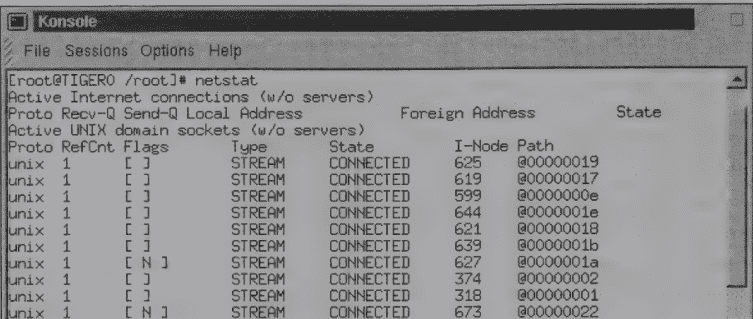 Konsole
File Sessions Options Help
[root@TIGERO /root]# netstat
Active Internet connections (w/o servers)
Proto Recv-Q Send-Q Local Address Foreign Address State
Active UNIX domain sockets (w/o servers)
Proto RefCnt Flags Type State I-Node Path
unix 1 [ ] STREAM CONNECTED 625 @00000019
unix 1 [ ] STREAM CONNECTED 619 @00000017
unix 1 [ ] STREAM CONNECTED 599 @0000000e
unix 1 [ ] STREAM CONNECTED 644 @0000001e
unix 1 [ ] STREAM CONNECTED 621 @00000018
unix 1 [ ] STREAM CONNECTED 639 @0000001b
unix 1 [ N ] STREAM CONNECTED 627 @0000001a
unix 1 [ ] STREAM CONNECTED 374 @00000002
unix 1 [ ] STREAM CONNECTED 318 @00000001
unix 1 [ N ] STREAM CONNECTED 673 @00000022